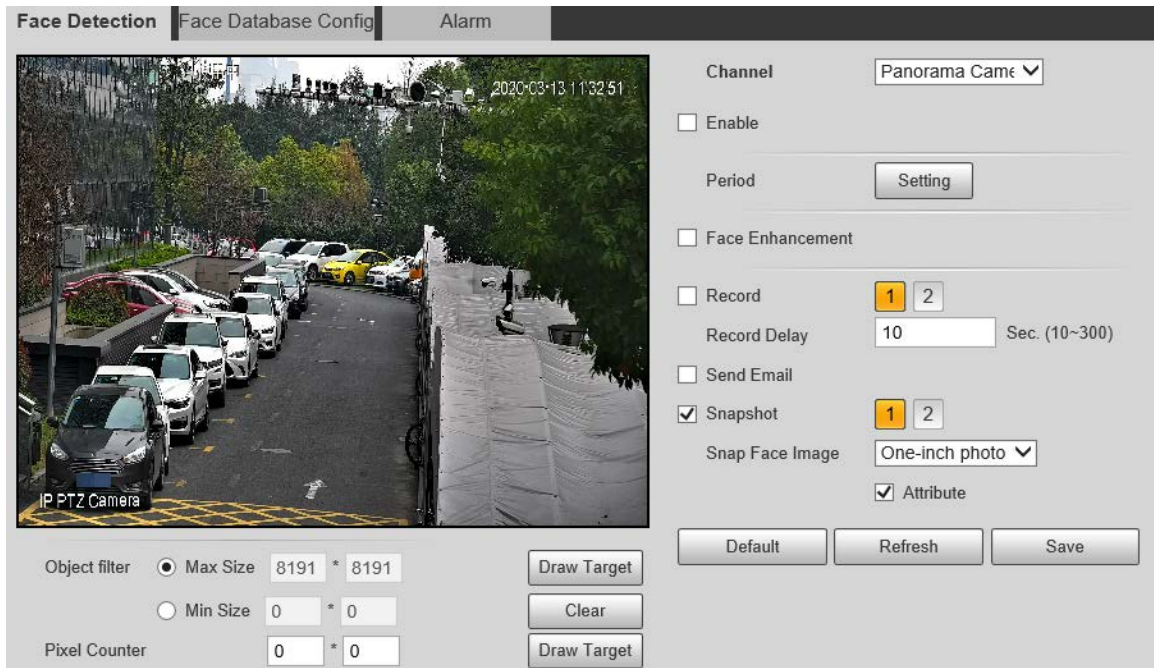 Face Detection Face Database Config Alarm
2020-03-13 11:32:51
IP PTZ Camera
Channel Panorama Came
Enable
Period Setting
Face Enhancement
Record 1 2
Record Delay 10 Sec. (10~300)
Send Email
Snapshot 1 2
Snap Face Image One-inch photo
Attribute
Default Refresh Save
Object filter Max Size 8191 * 8191 Draw Target
Min Size 0 * 0 Clear
Pixel Counter 0 * 0 Draw Target